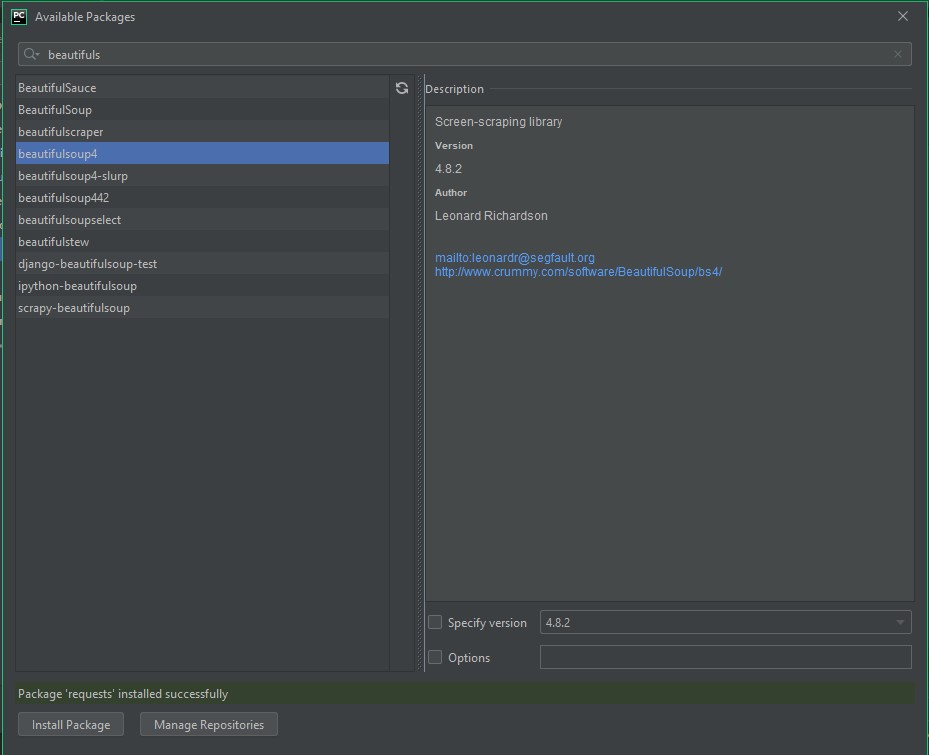 PC Available Packages
beautifuls
BeautifulSauce
BeautifulSoup
beautifulscraper
beautifulsoup4
beautifulsoup4-slurp
beautifulsoup442
beautifulsoupselect
beautifulstew
django-beautifulsoup-test
ipython-beautifulsoup
scrapy-beautifulsoup
Description
Screen-scraping library
Version
4.8.2
Author
Leonard Richardson
mailto:leonardr@segfault.org
http://www.crummy.com/software/BeautifulSoup/bs4/
Specify version 4.8.2
Options
Package 'requests' installed successfully
Install Package Manage Repositories